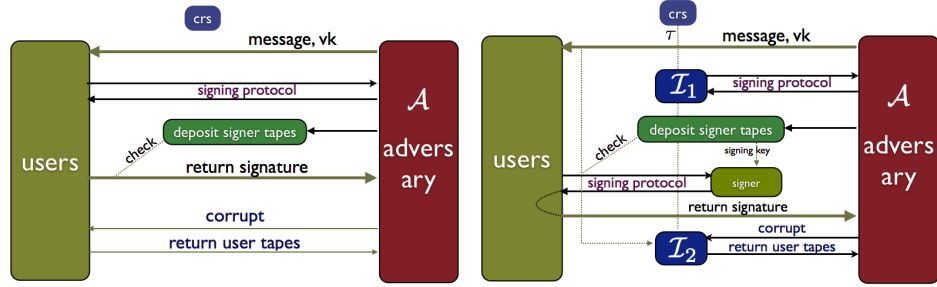 crs
message, vk
signing protocol
A
advers
ary
users
deposit signer tapes
check
return signature
corrupt
return user tapes
crs
τ
message, vk
I1
signing protocol
A
advers
ary
users
deposit signer tapes
check
signing key
signing protocol
signer
return signature
corrupt
I2
return user tapes